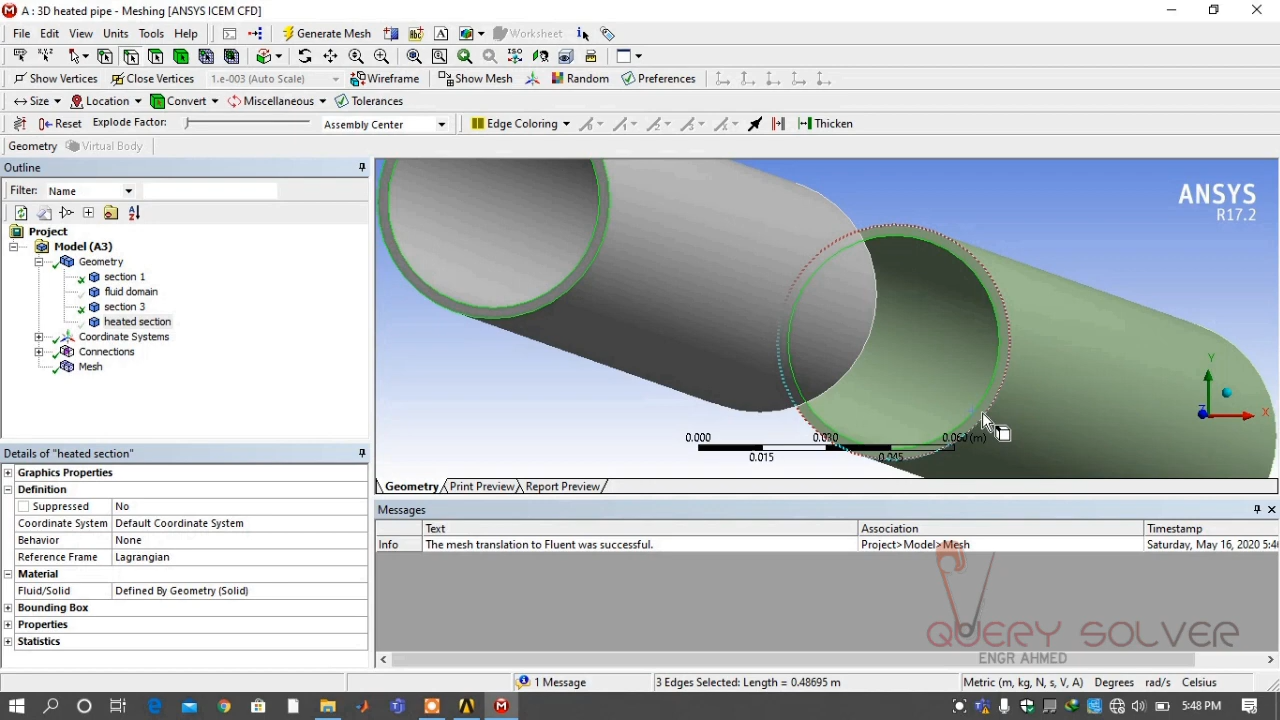 A : 3D heated pipe - Meshing [ANSYS ICEM CFD]
File Edit View Units Tools Help Generate Mesh A Worksheet i
Show Vertices Close Vertices 1.e-003 (Auto Scale) Wireframe Show Mesh Random Preferences
Size Location Convert Miscellaneous Tolerances
Reset Explode Factor: Assembly Center Edge Coloring Thicken
Geometry Virtual Body
Outline
Filter: Name
Project
Model (A3)
Geometry
section 1
fluid domain
section 3
heated section
Coordinate Systems
Connections
Mesh
Details of "heated section"
Graphics Properties
Definition
Suppressed No
Coordinate System Default Coordinate System
Behavior None
Reference Frame Lagrangian
Material
Fluid/Solid Defined By Geometry (Solid)
Bounding Box
Properties
Statistics
ANSYS
R17.2
Y
X
Z
0.000 0.030 0.060 (m)
0.015 0.045
Geometry Print Preview Report Preview
Messages
Text Association Timestamp
Info The mesh translation to Fluent was successful. Project>Model>Mesh Saturday, May 16, 2020 5:46
QUERY SOLVER
ENGR AHMED
1 Message 3 Edges Selected: Length = 0.48695 m Metric (m, kg, N, s, V, A) Degrees rad/s Celsius
5:48 PM